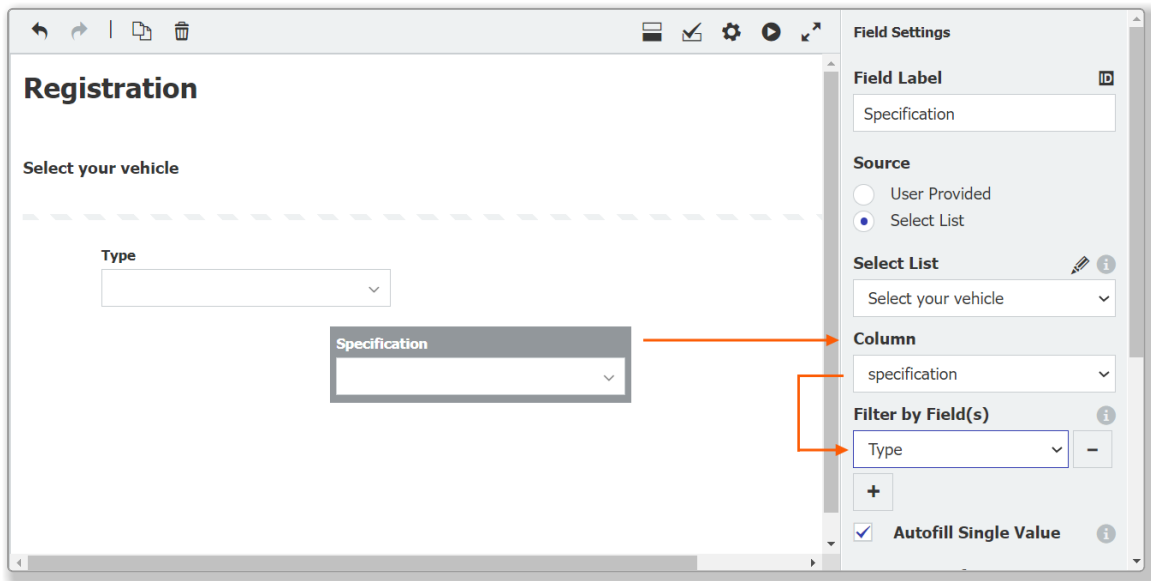 Registration
Select your vehicle
Type
Specification
Field Settings
Field Label
ID
Specification
Source
User Provided
Select List
Select List
i
Select your vehicle
Column
specification
Filter by Field(s)
i
Type
Autofill Single Value
i